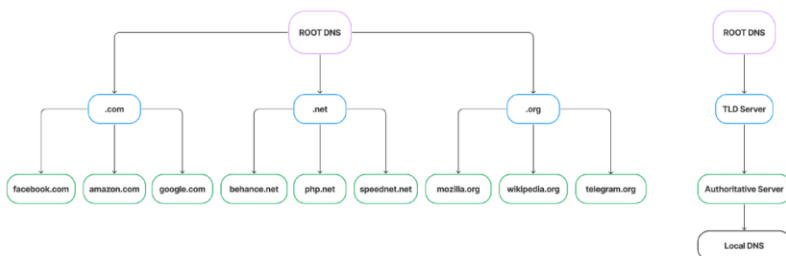 ROOT DNS
ROOT DNS
.com
.net
.org
TLD Server
facebook.com
amazon.com
google.com
behance.net
php.net
speednet.net
mozilla.org
wikipedia.org
telegram.org
Authoritative Server
Local DNS